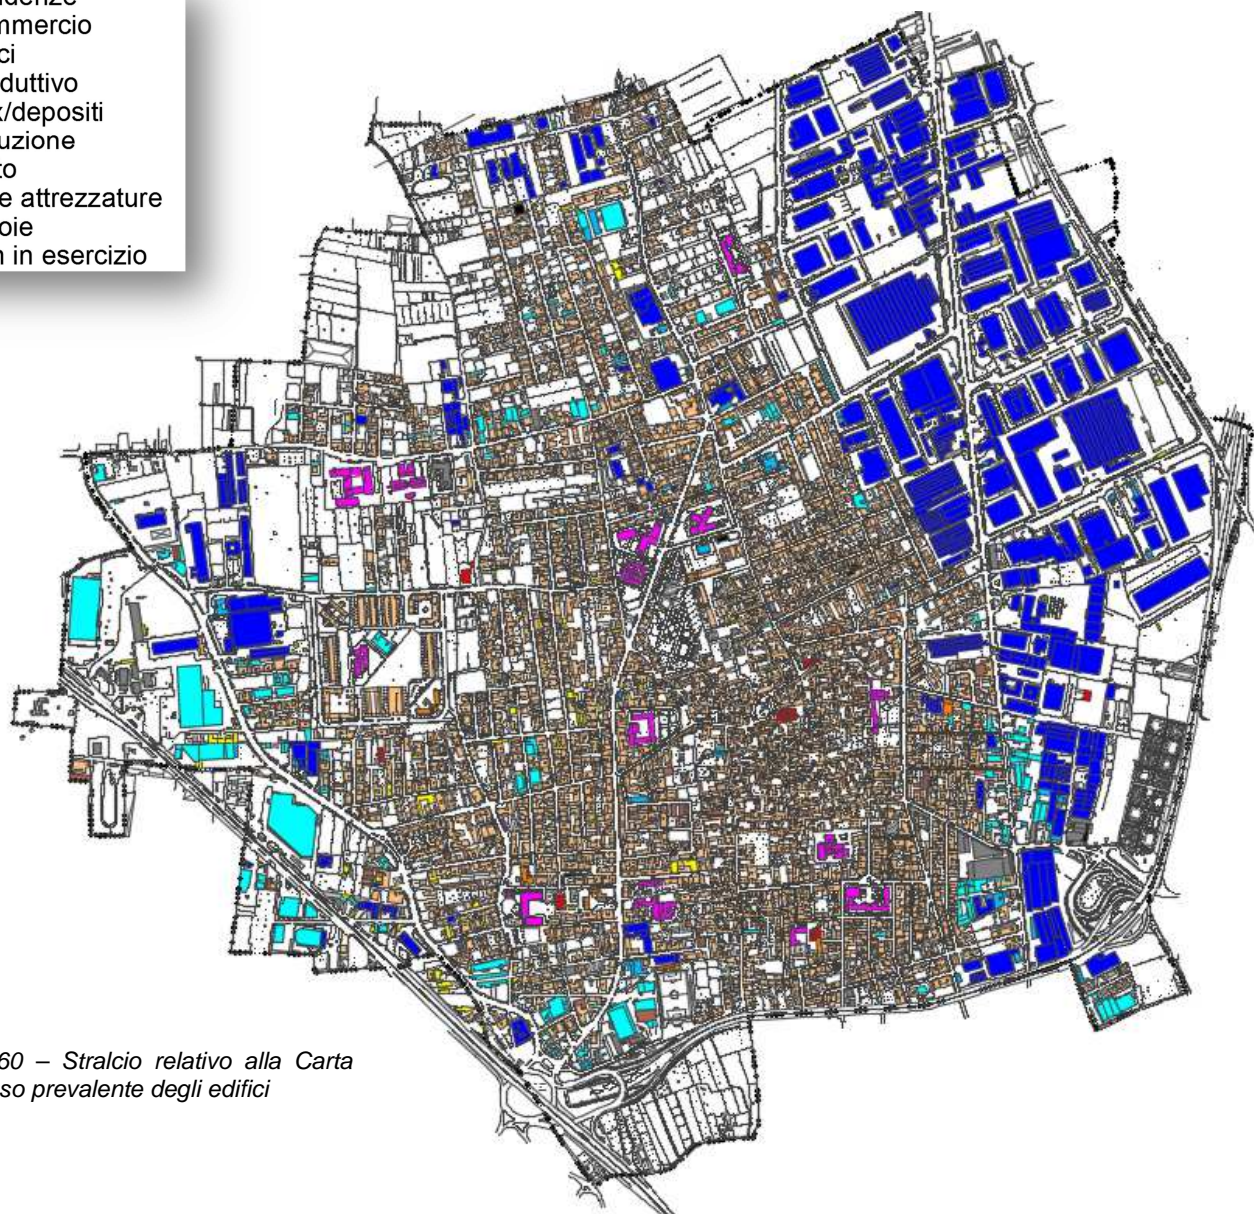 denze
mmercio
ci
duttivo
x/depositi
uzione
to
e attrezzature
oie
n in esercizio
60 – Stralcio relativo alla Carta
so prevalente degli edifici